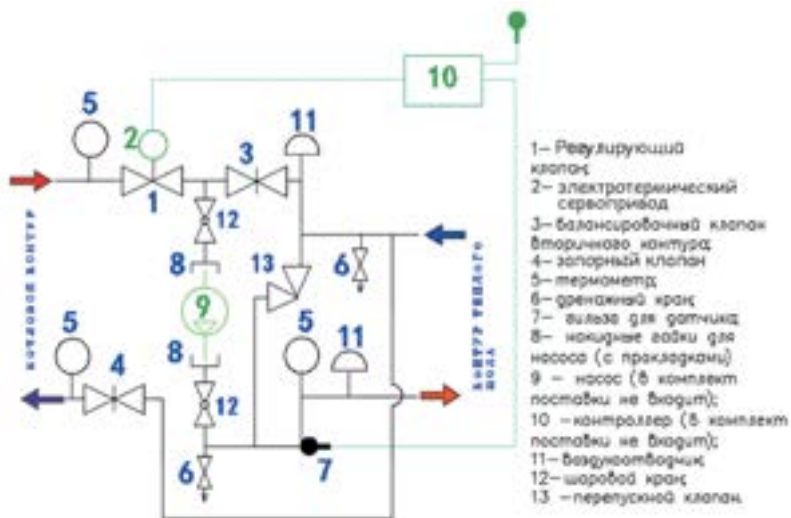 10
5
2
11
3
1
12
8
13
6
9
5
5
11
4
8
12
6
7
КОТЛОВОЙ КОНТУР
КОНТУР ТЕПЛОГО
ПОЛА
1– Регулирующий
клапан;
2– электротермический
сервопривод
3–балансировочный клапан
вторичного контура;
4–запорный клапан
5–термометр;
6–дренажный кран;
7– гильза для датчика;
8– накидные гайки для
насоса (с прокладками)
9 – насос (в комплект
поставки не входит);
10 –контроллер (в комплект
поставки не входит);
11–воздухоотводчик;
12–шаровой кран;
13 –перепускной клапан.